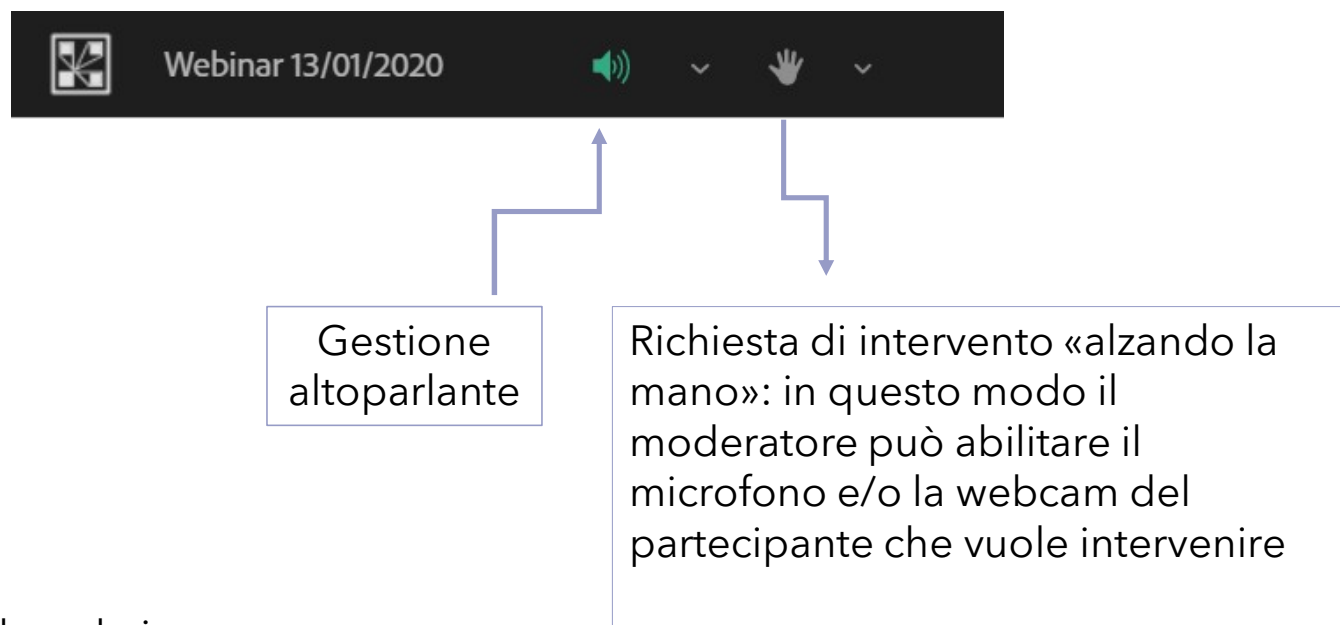 Webinar 13/01/2020
Gestione
altoparlante
Richiesta di intervento «alzando la
mano»: in questo modo il
moderatore può abilitare il
microfono e/o la webcam del
partecipante che vuole intervenire